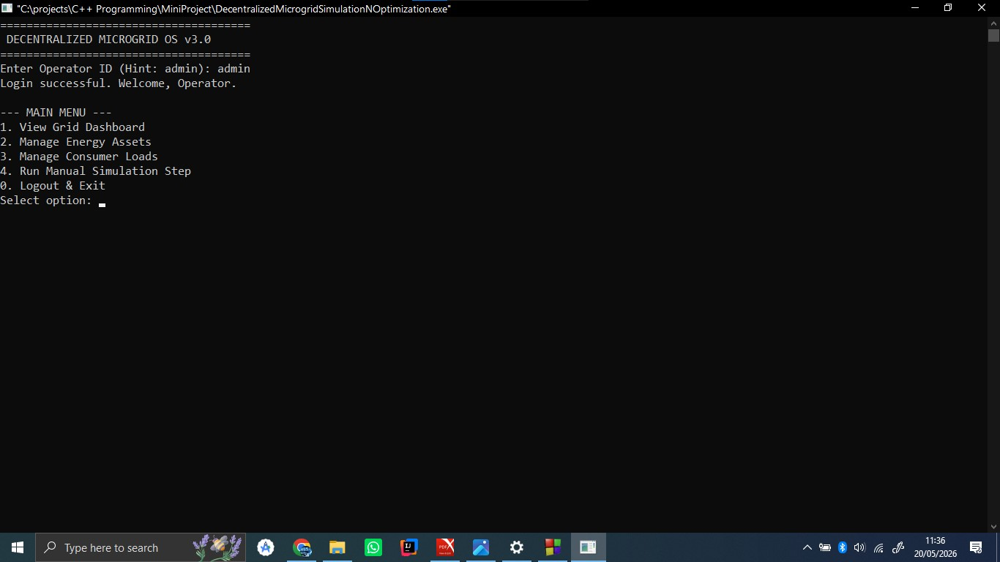 "C:\projects\C++ Programming\MiniProject\DecentralizedMicrogridSimulationNOptimization.exe"
======================================
DECENTRALIZED MICROGRID OS v3.0
======================================
Enter Operator ID (Hint: admin): admin
Login successful. Welcome, Operator.
--- MAIN MENU ---
1. View Grid Dashboard
2. Manage Energy Assets
3. Manage Consumer Loads
4. Run Manual Simulation Step
0. Logout & Exit
Select option:
Type here to search
11:36
20/05/2026